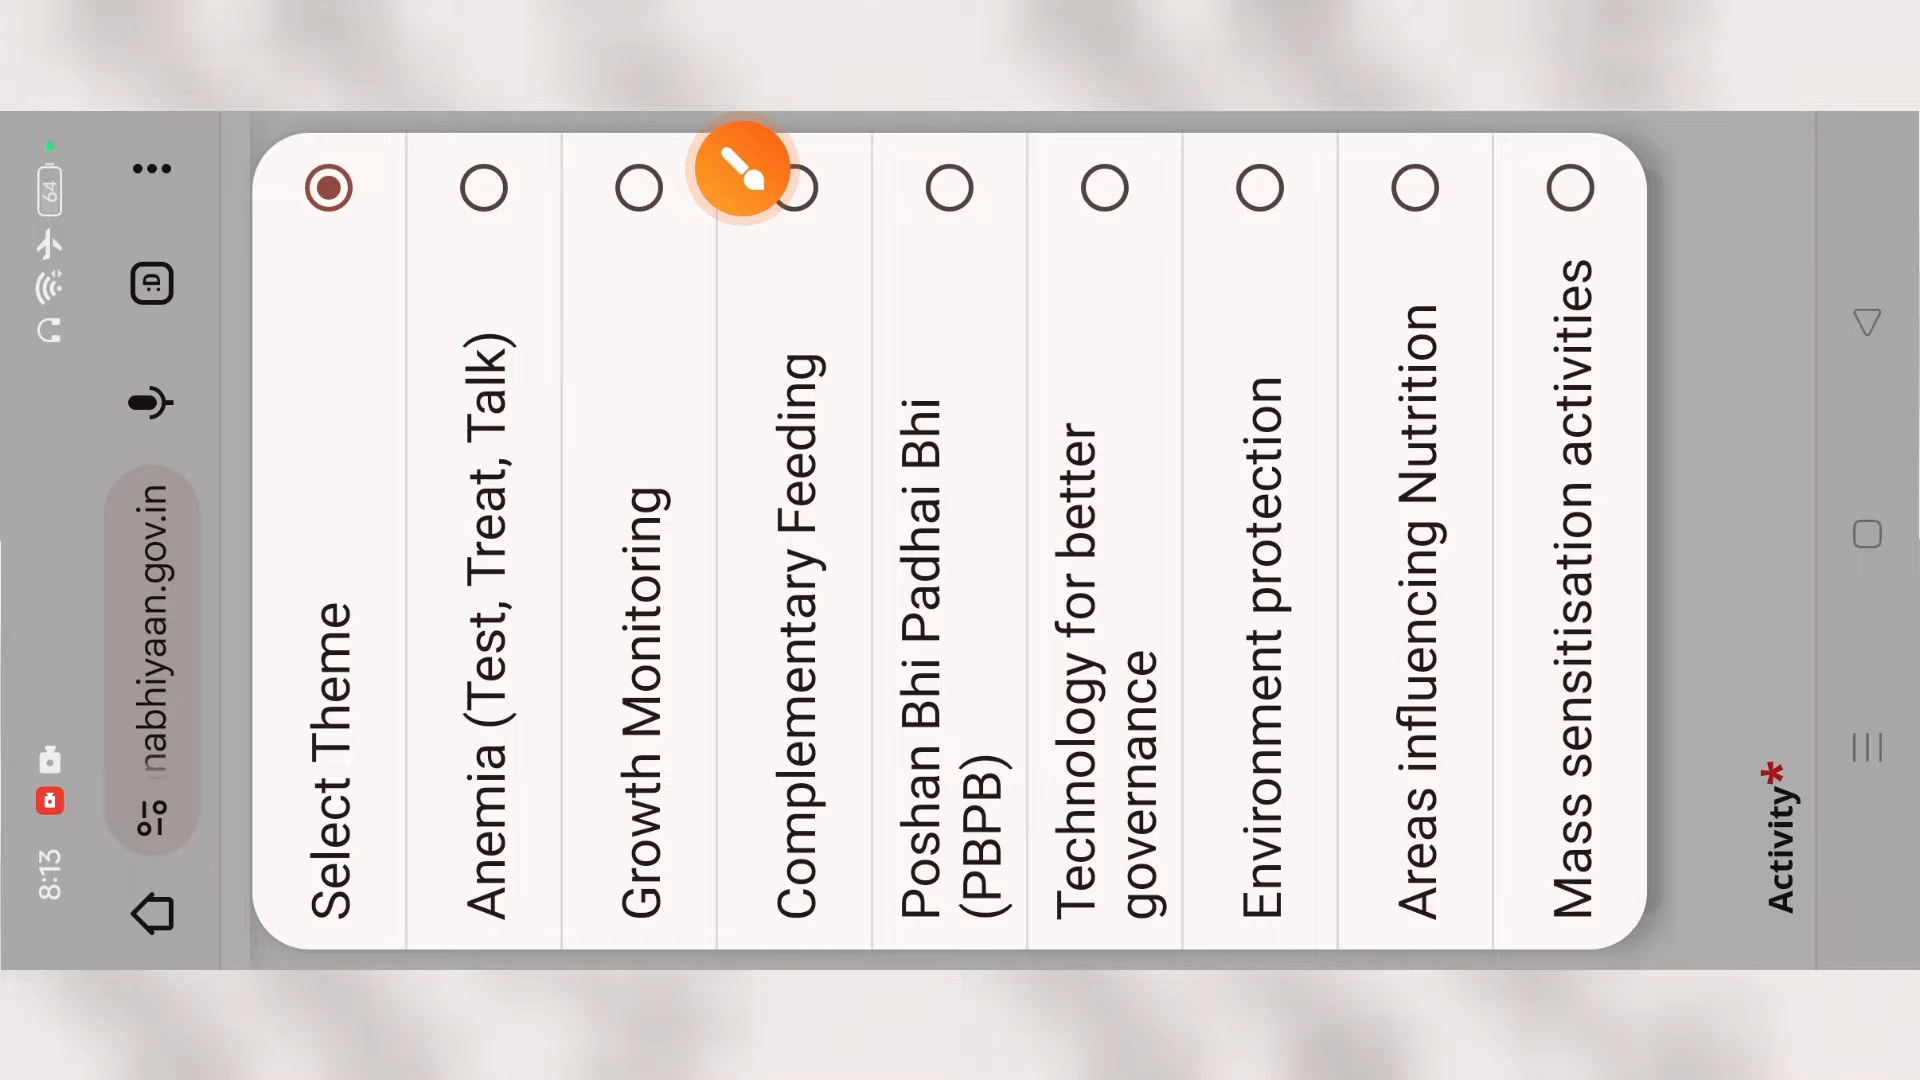 8:13
64
nabhiyaan.gov.in
:D
Select Theme
Anemia (Test, Treat, Talk)
Growth Monitoring
Complementary Feeding
Poshan Bhi Padhai Bhi
(PBPB)
Technology for better
governance
Environment protection
Areas influencing Nutrition
Mass sensitisation activities
Activity*